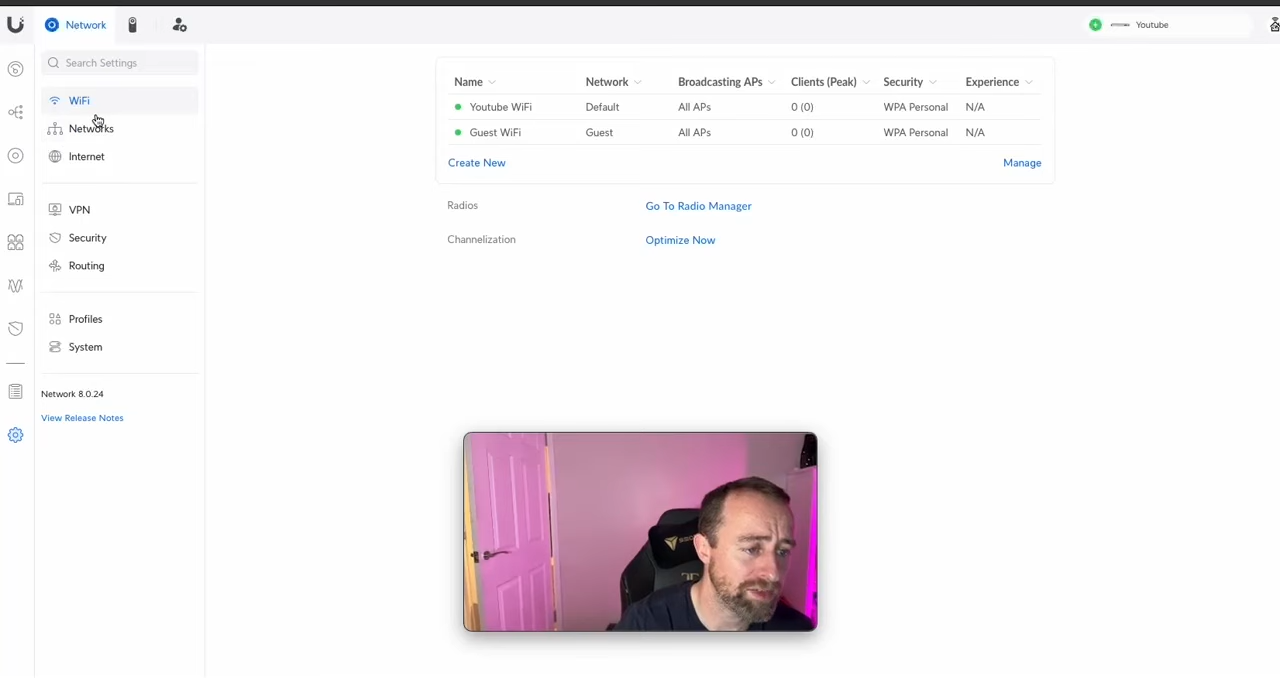 Network
Youtube
Search Settings
WiFi
Networks
Internet
VPN
Security
Routing
Profiles
System
Network 8.0.24
View Release Notes
Name Network Broadcasting APs Clients (Peak) Security Experience
Youtube WiFi Default All APs 0 (0) WPA Personal N/A
Guest WiFi Guest All APs 0 (0) WPA Personal N/A
Create New Manage
Radios Go To Radio Manager
Channelization Optimize Now